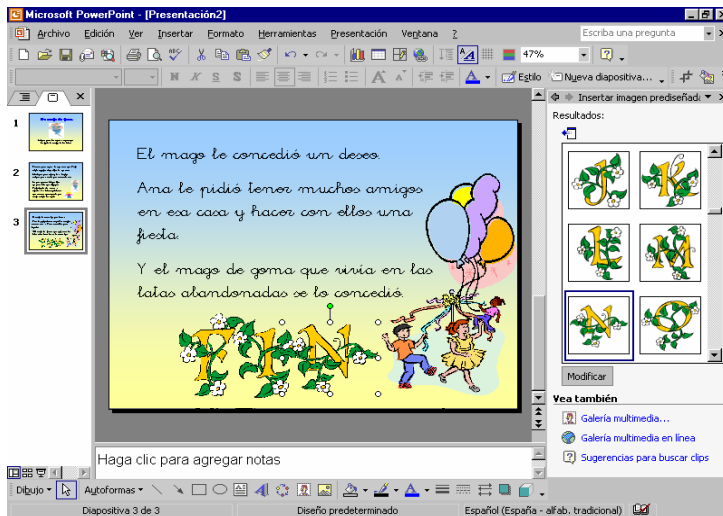 Microsoft PowerPoint - [Presentación2]
Archivo Edición Ver Insertar Formato Herramientas Presentación Ventana ? Escriba una pregunta
47%
N K S S A A A Estilo Nueva diapositiva...
Insertar imagen prediseñad
Resultados:
1
2
3
El mago le concedió un deseo.
Ana le pidió tener muchos amigos
en esa casa y hacer con ellos una
fiesta.
Y el mago de goma que vivía en las
latas abandonadas se lo concedió.
FIN
J K
L M
N O
Modificar
Vea también
Galería multimedia...
Galería multimedia en línea
Sugerencias para buscar clips
Haga clic para agregar notas
Dibujo Autoformas
Diapositiva 3 de 3 Diseño predeterminado Español (España - alfab. tradicional)